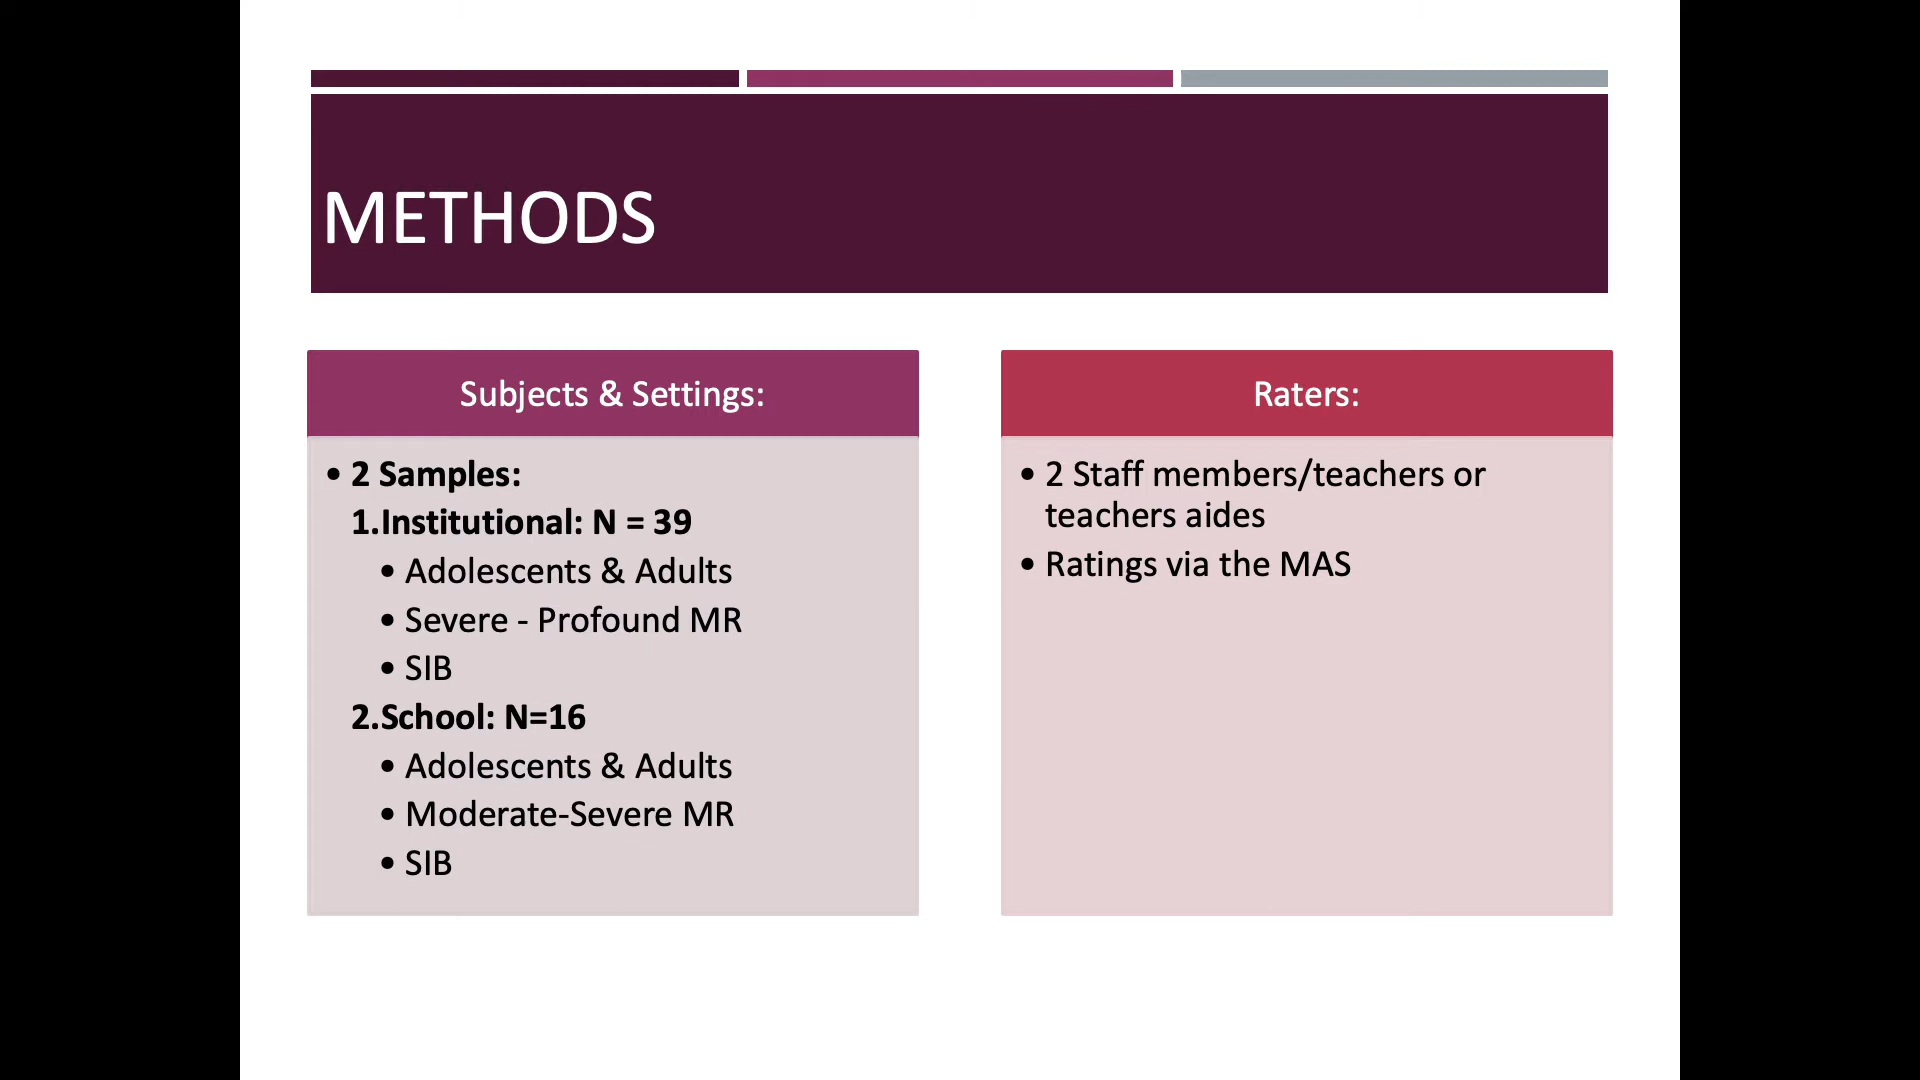 METHODS
Subjects & Settings:
• 2 Samples:
1.Institutional: N = 39
• Adolescents & Adults
• Severe - Profound MR
• SIB
2.School: N=16
• Adolescents & Adults
• Moderate-Severe MR
• SIB
Raters:
• 2 Staff members/teachers or
teachers aides
• Ratings via the MAS